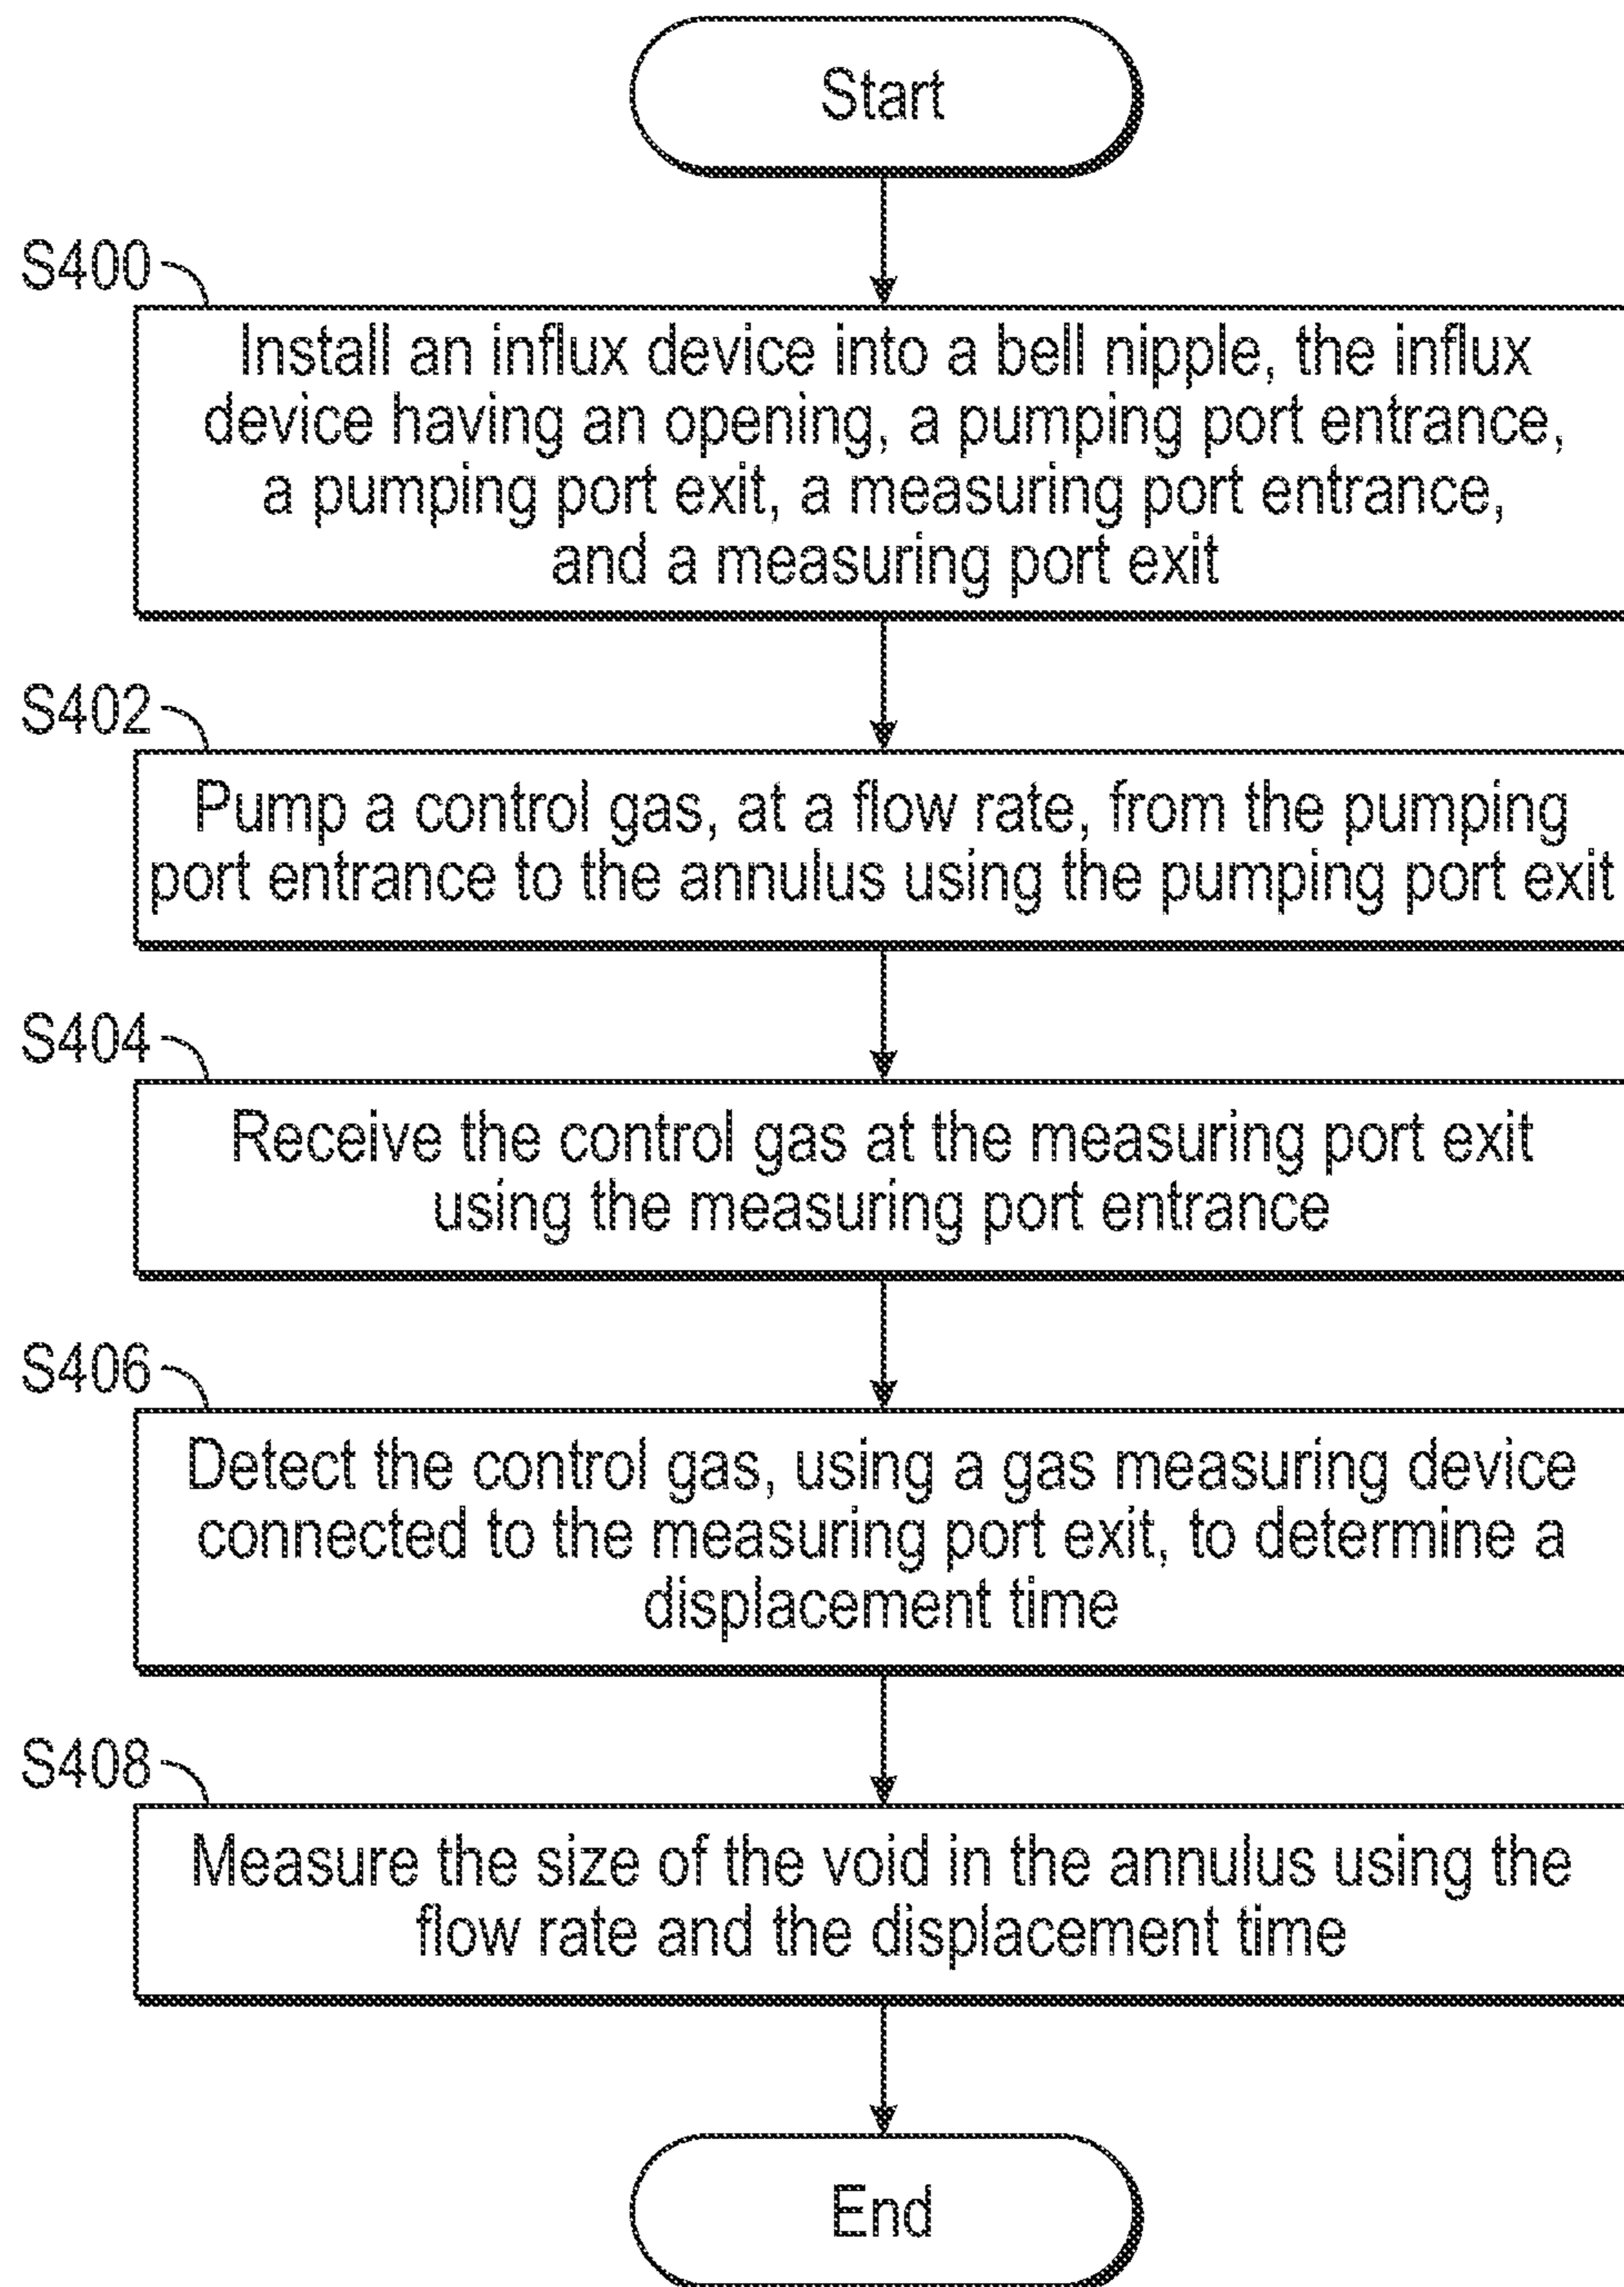 Start
S400
Install an influx device into a bell nipple, the influx
device having an opening, a pumping port entrance,
a pumping port exit, a measuring port entrance,
and a measuring port exit
S402
Pump a control gas, at a flow rate, from the pumping
port entrance to the annulus using the pumping port exit
S404
Receive the control gas at the measuring port exit
using the measuring port entrance
S406
Detect the control gas, using a gas measuring device
connected to the measuring port exit, to determine a
displacement time
S408
Measure the size of the void in the annulus using the
flow rate and the displacement time
End